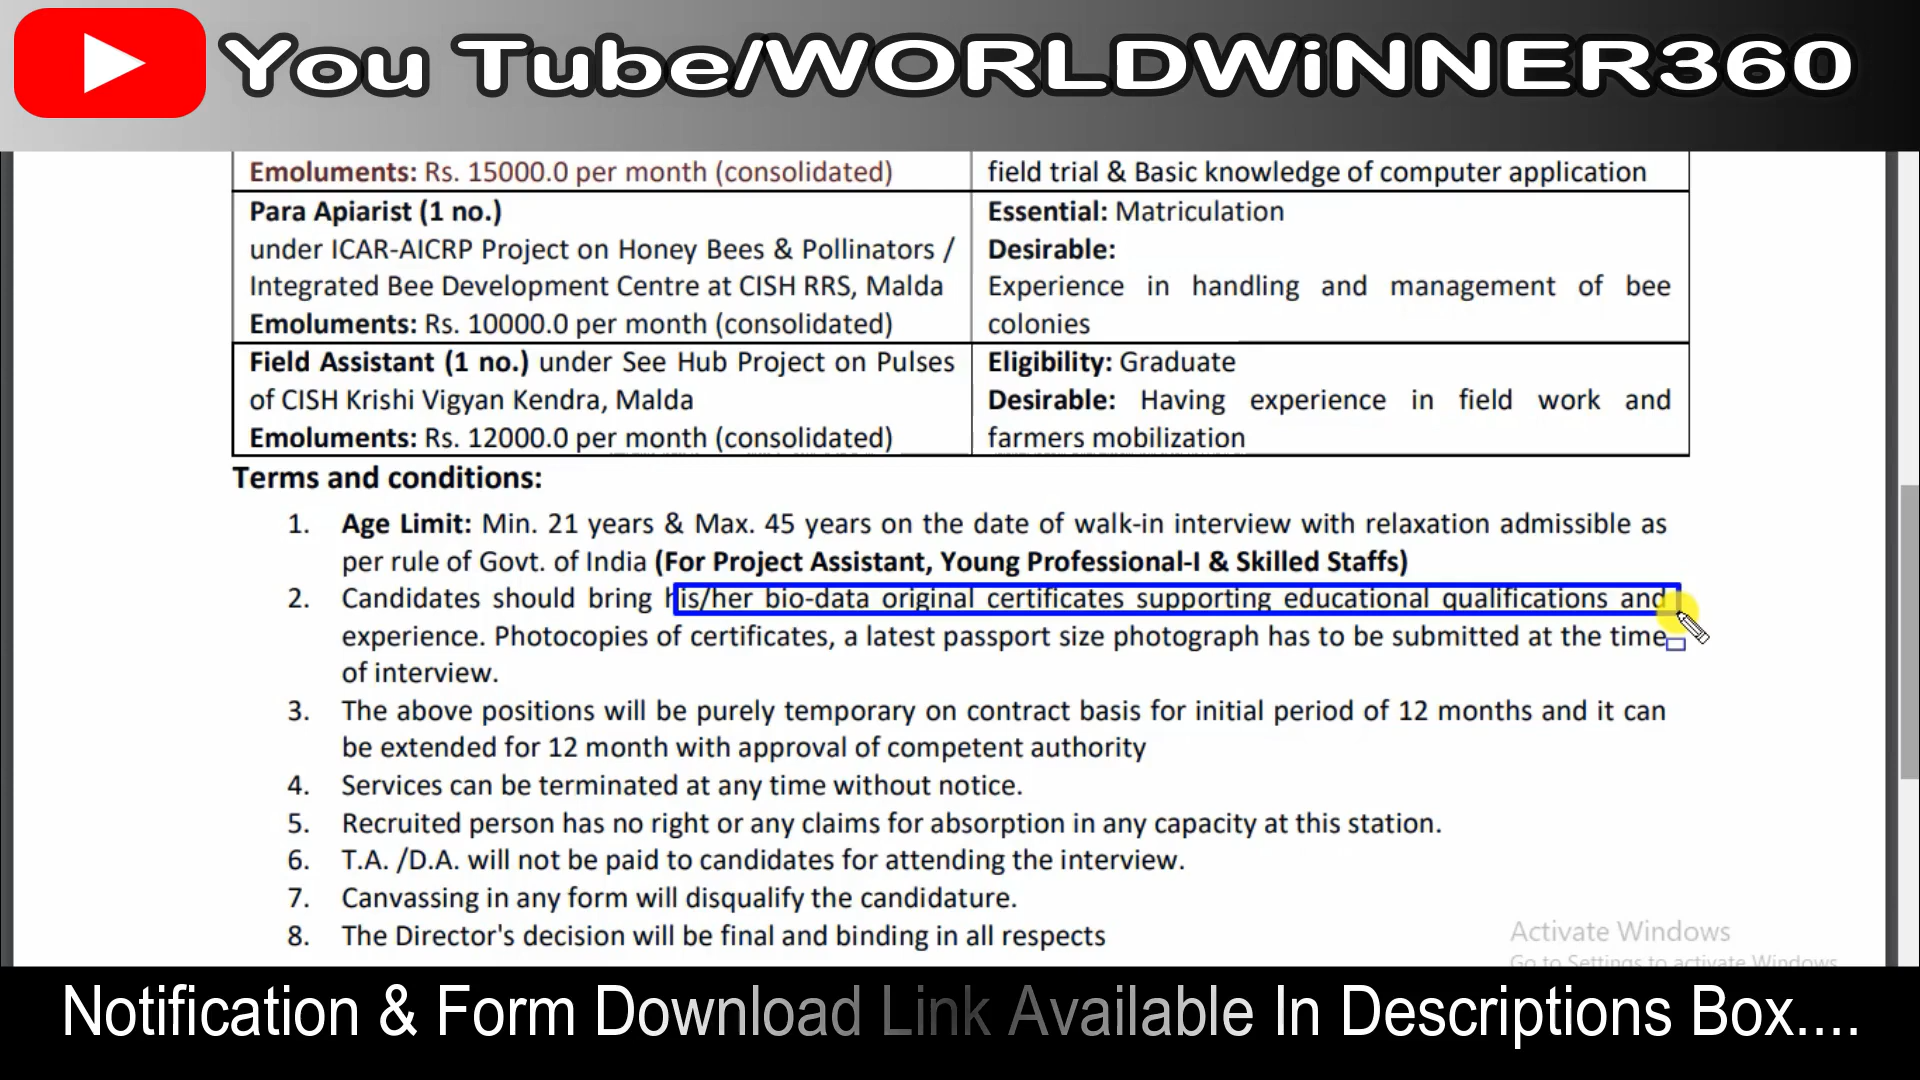 You Tube/WORLDWiNNER360
Emoluments: Rs. 15000.0 per month (consolidated)
field trial & Basic knowledge of computer application
Para Apiarist (1 no.)
under ICAR-AICRP Project on Honey Bees & Pollinators /
Integrated Bee Development Centre at CISH RRS, Malda
Emoluments: Rs. 10000.0 per month (consolidated)
Essential: Matriculation
Desirable:
Experience in handling and management of bee
colonies
Field Assistant (1 no.) under See Hub Project on Pulses
of CISH Krishi Vigyan Kendra, Malda
Emoluments: Rs. 12000.0 per month (consolidated)
Eligibility: Graduate
Desirable: Having experience in field work and
farmers mobilization
Terms and conditions:
1. Age Limit: Min. 21 years & Max. 45 years on the date of walk-in interview with relaxation admissible as
per rule of Govt. of India (For Project Assistant, Young Professional-I & Skilled Staffs)
2. Candidates should bring his/her bio-data original certificates supporting educational qualifications and
experience. Photocopies of certificates, a latest passport size photograph has to be submitted at the time
of interview.
3. The above positions will be purely temporary on contract basis for initial period of 12 months and it can
be extended for 12 month with approval of competent authority
4. Services can be terminated at any time without notice.
5. Recruited person has no right or any claims for absorption in any capacity at this station.
6. T.A. /D.A. will not be paid to candidates for attending the interview.
7. Canvassing in any form will disqualify the candidature.
8. The Director's decision will be final and binding in all respects
Activate Windows
Go to Settings to activate Windows.
Notification & Form Download Link Available In Descriptions Box....